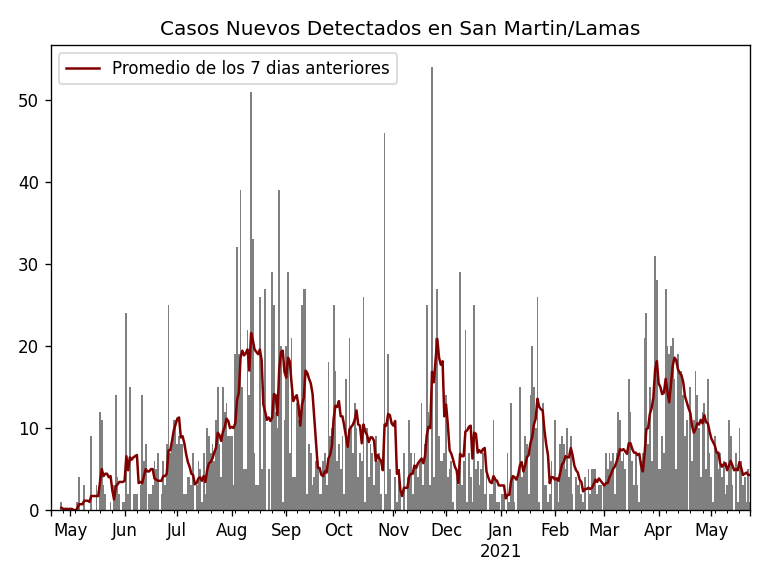 Casos Nuevos Detectados en San Martin/Lamas
Promedio de los 7 dias anteriores
50
40
30
20
10
0
May Jun Jul Aug Sep Oct Nov Dec Jan Feb Mar Apr May
2021